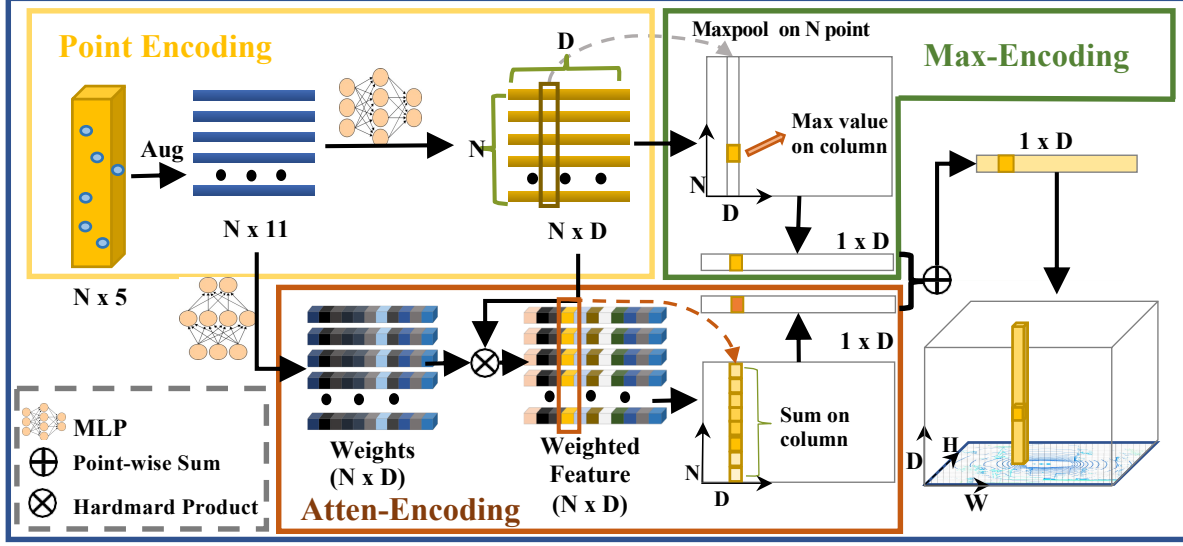 Point Encoding
D
Maxpool on N point
Max-Encoding
Aug
N
Max value
on column
N
D
1 x D
N x 11
N x D
1 x D
N x 5
1 x D
Weights
(N x D)
Weighted
Feature
(N x D)
Sum on
column
N
D
Atten-Encoding
MLP
Point-wise Sum
Hardmard Product
D
H
W